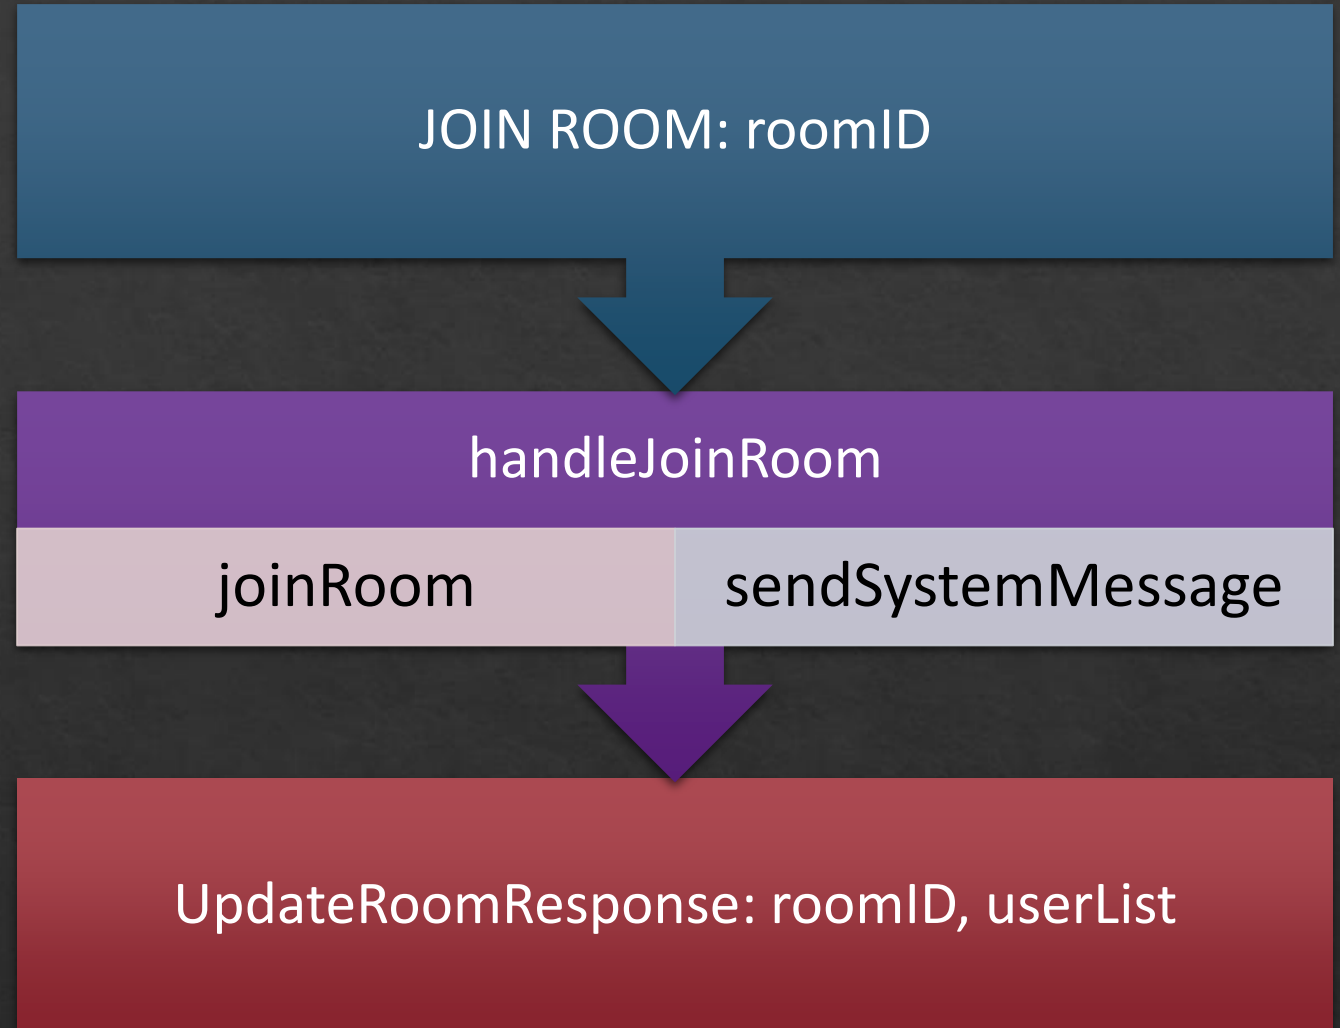 JOIN ROOM: roomID
handleJoinRoom
joinRoom
sendSystemMessage
UpdateRoomResponse: roomID, userList